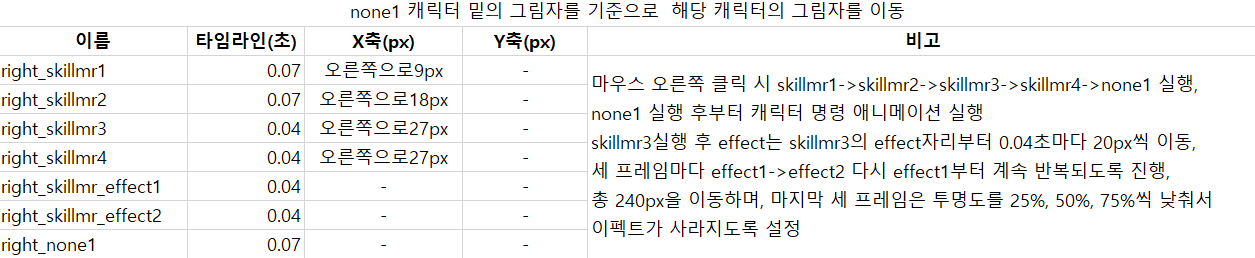 none1 캐릭터 밑의 그림자를 기준으로 해당 캐릭터의 그림자를 이동
이름 타임라인(초) X축(px) Y축(px) 비고
right_skillmr1 0.07 오른쪽으로9px -
right_skillmr2 0.07 오른쪽으로18px -
right_skillmr3 0.04 오른쪽으로27px -
right_skillmr4 0.04 오른쪽으로27px -
right_skillmr_effect1 0.04 - -
right_skillmr_effect2 0.04 - -
right_none1 0.07 - -
마우스 오른쪽 클릭 시 skillmr1->skillmr2->skillmr3->skillmr4->none1 실행,
none1 실행 후부터 캐릭터 명령 애니메이션 실행
skillmr3실행 후 effect는 skillmr3의 effect자리부터 0.04초마다 20px씩 이동,
세 프레임마다 effect1->effect2 다시 effect1부터 계속 반복되도록 진행,
총 240px을 이동하며, 마지막 세 프레임은 투명도를 25%, 50%, 75%씩 낮춰서
이펙트가 사라지도록 설정